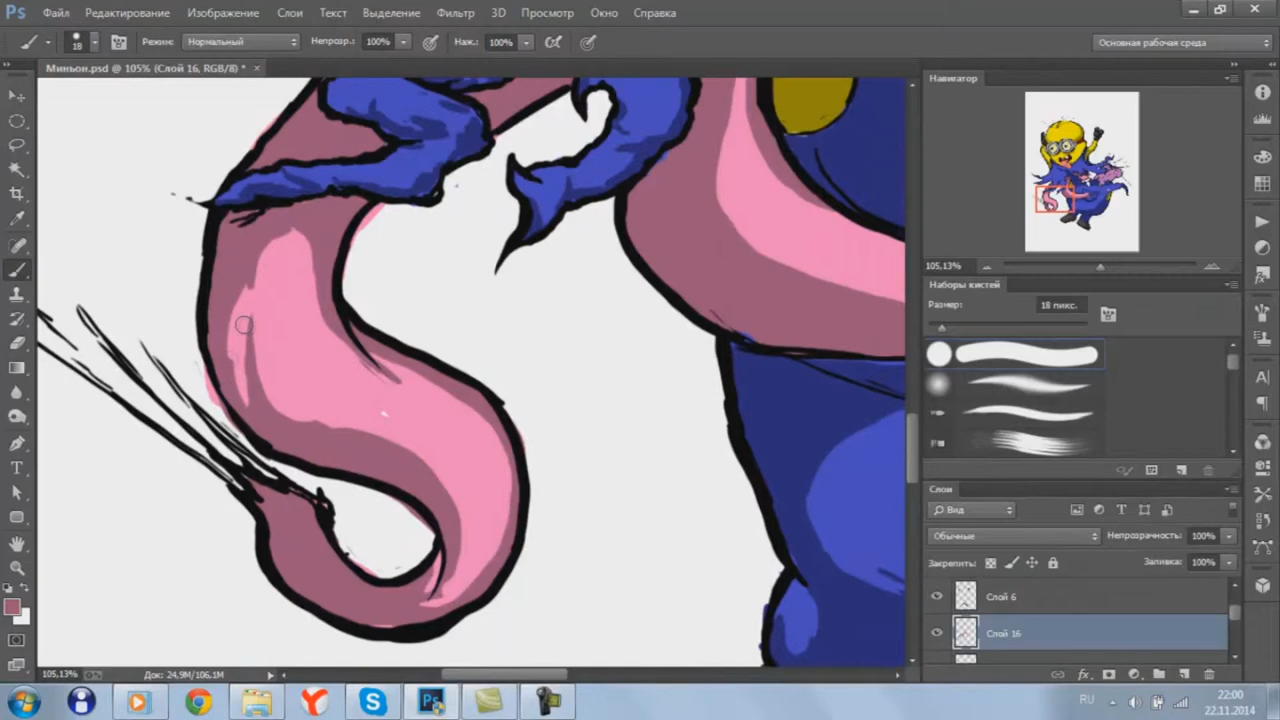 Ps Файл Редактирование Изображение Слои Текст Выделение Фильтр 3D Просмотр Окно Справка
18 Режим: Нормальный Непрозр.: 100% Наж.: 100% Основная рабочая среда
Миньон.psd @ 105% (Слой 16, RGB/8) * ×
Навигатор
105,13%
Наборы кистей
Размер: 18 пикс.
Слои
Вид
Обычные Непрозрачность: 100%
Закрепить: Заливка: 100%
Слой 6
Слой 16
105,13% Док: 24,9M/106,1M
RU 22:00
22.11.2014